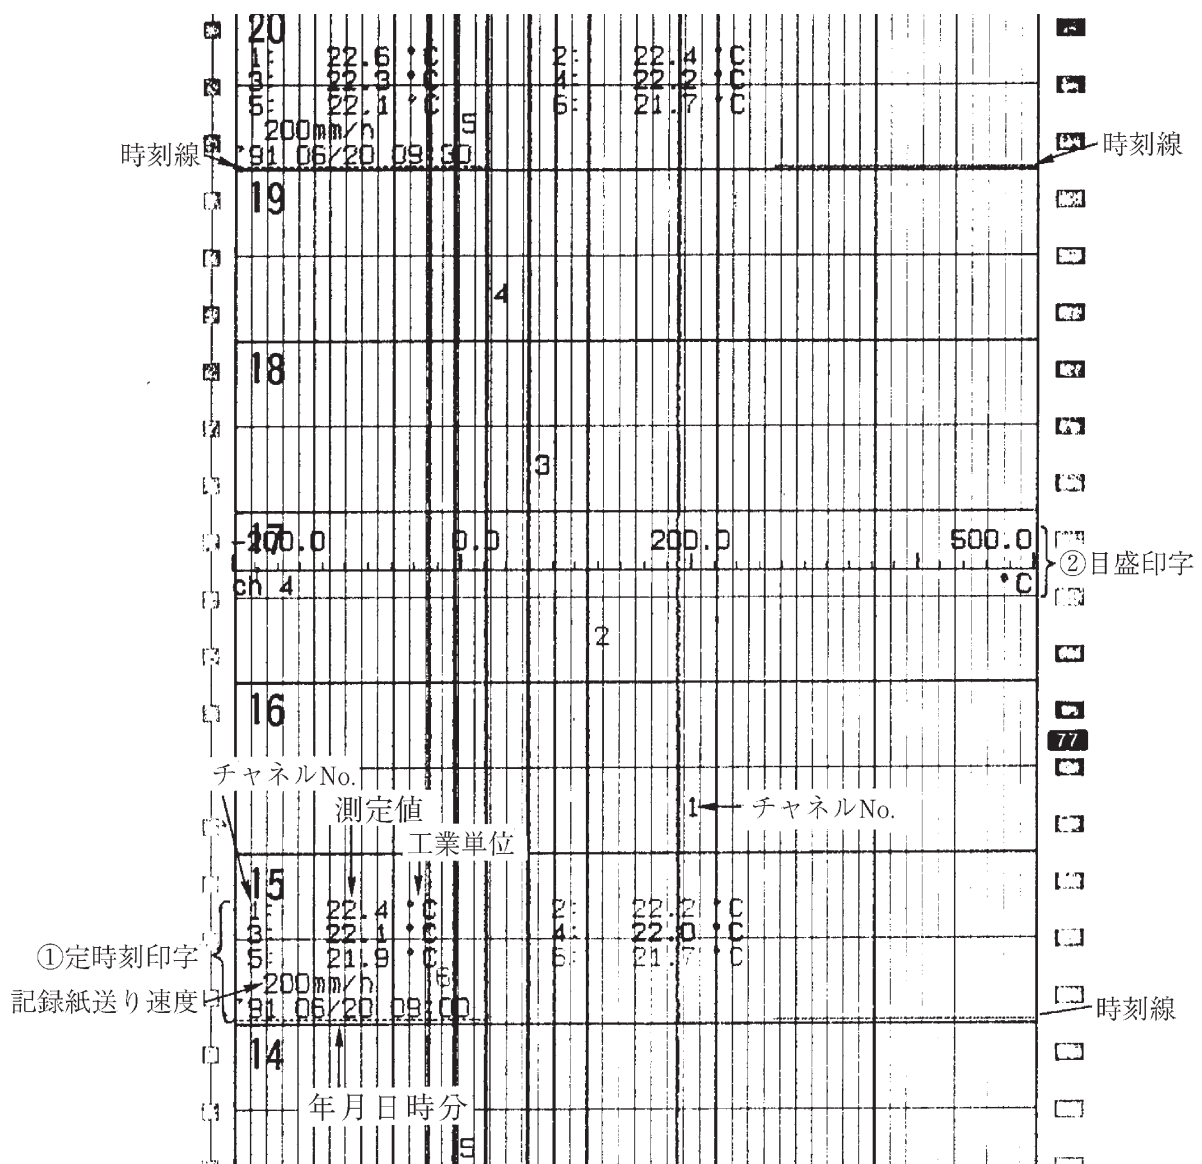 20
1: 22.6 °C 2: 22.4 °C
3: 22.3 °C 4: 22.2 °C
5: 22.1 °C 6: 21.7 °C
200mm/h 5
'91 06/20 09:30
時刻線
時刻線
19
4
18
3
17
-200.0 0.0 200.0 500.0
ch 4 °C
②目盛印字
2
16
77
チャネルNo.
測定値
1
チャネルNo.
工業単位
15
1: 22.4 °C 2: 22.2 °C
3: 22.1 °C 4: 22.0 °C
5: 21.9 °C 6: 21.7 °C
①定時刻印字
200mm/h 6
記録紙送り速度
'91 06/20 09:00
時刻線
14
年月日時分
5